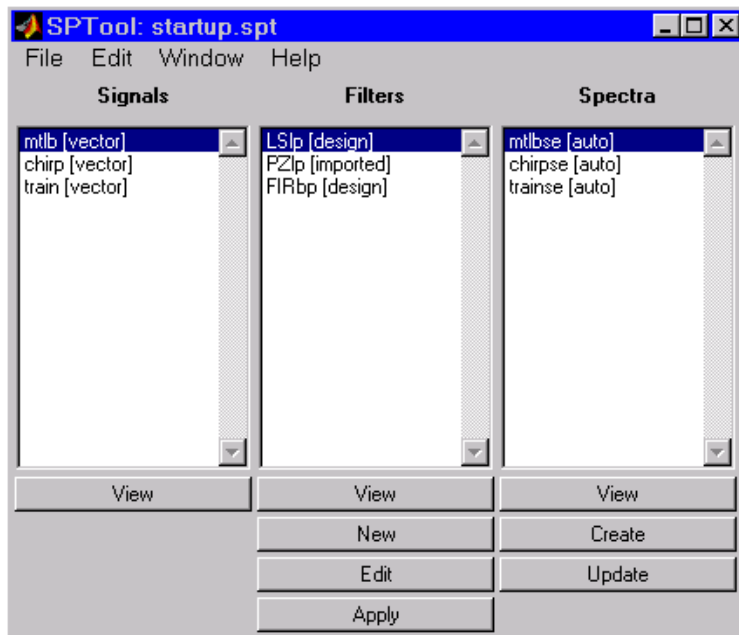 SPTool: startup.spt
File Edit Window Help
Signals
mtlb [vector]
chirp [vector]
train [vector]
View
Filters
LSlp [design]
PZlp [imported]
FIRbp [design]
View
New
Edit
Apply
Spectra
mtlbse [auto]
chirpse [auto]
trainse [auto]
View
Create
Update